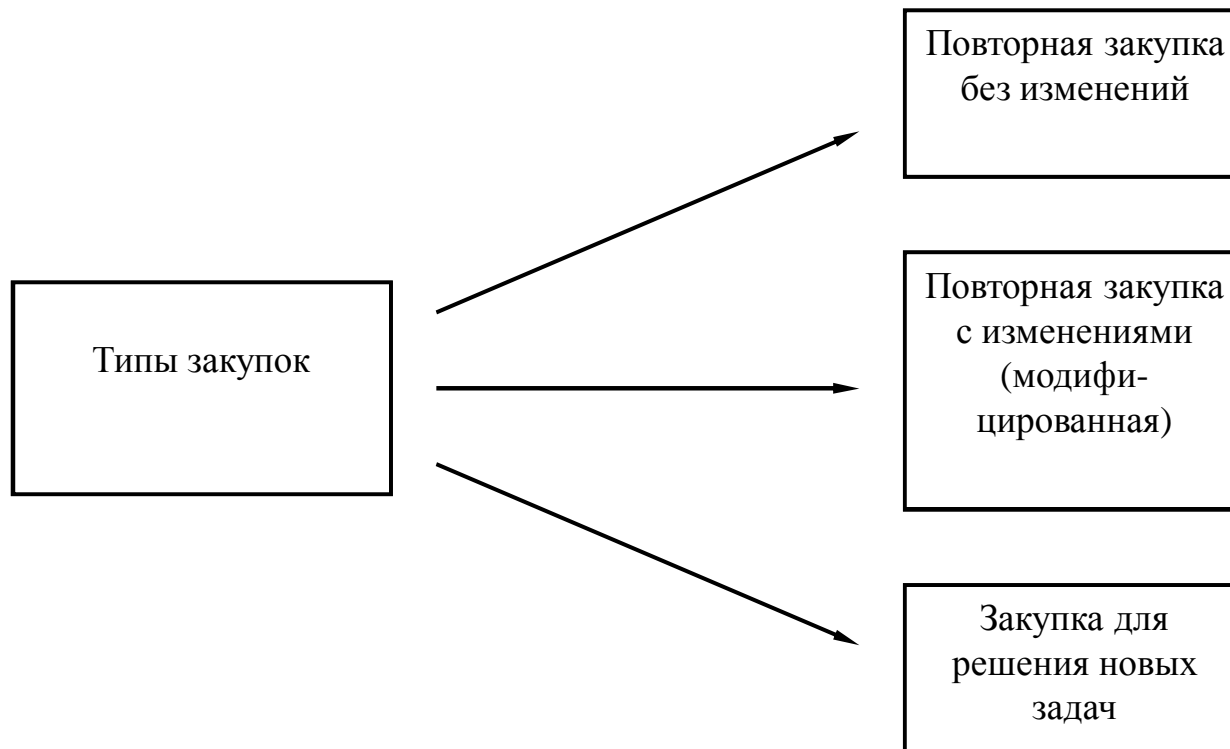 Повторная закупка
без изменений
Типы закупок
Повторная закупка
с изменениями
(модифи-
цированная)
Закупка для
решения новых
задач